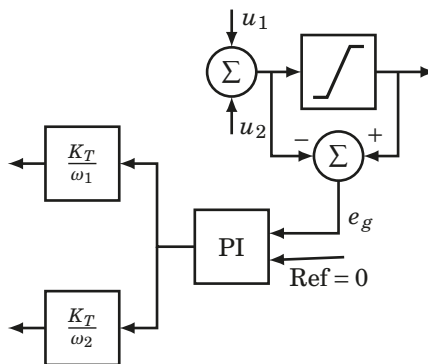 u₁
Σ
u₂
− Σ +
K_T/ω₁
e_g
PI
Ref = 0
K_T/ω₂